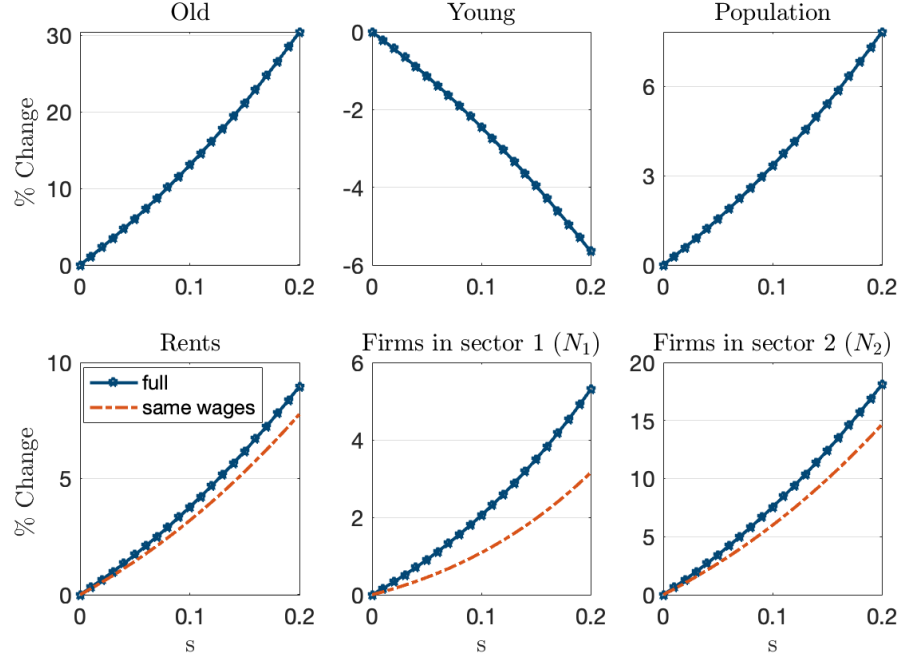 Old
30
20
10
0
% Change
0 0.1 0.2
Young
0
-2
-4
-6
0 0.1 0.2
Population
6
3
0
0 0.1 0.2
Rents
10
5
0
% Change
full
same wages
0 0.1 0.2
s
Firms in sector 1 (N₁)
6
4
2
0
0 0.1 0.2
s
Firms in sector 2 (N₂)
20
15
10
5
0
0 0.1 0.2
s